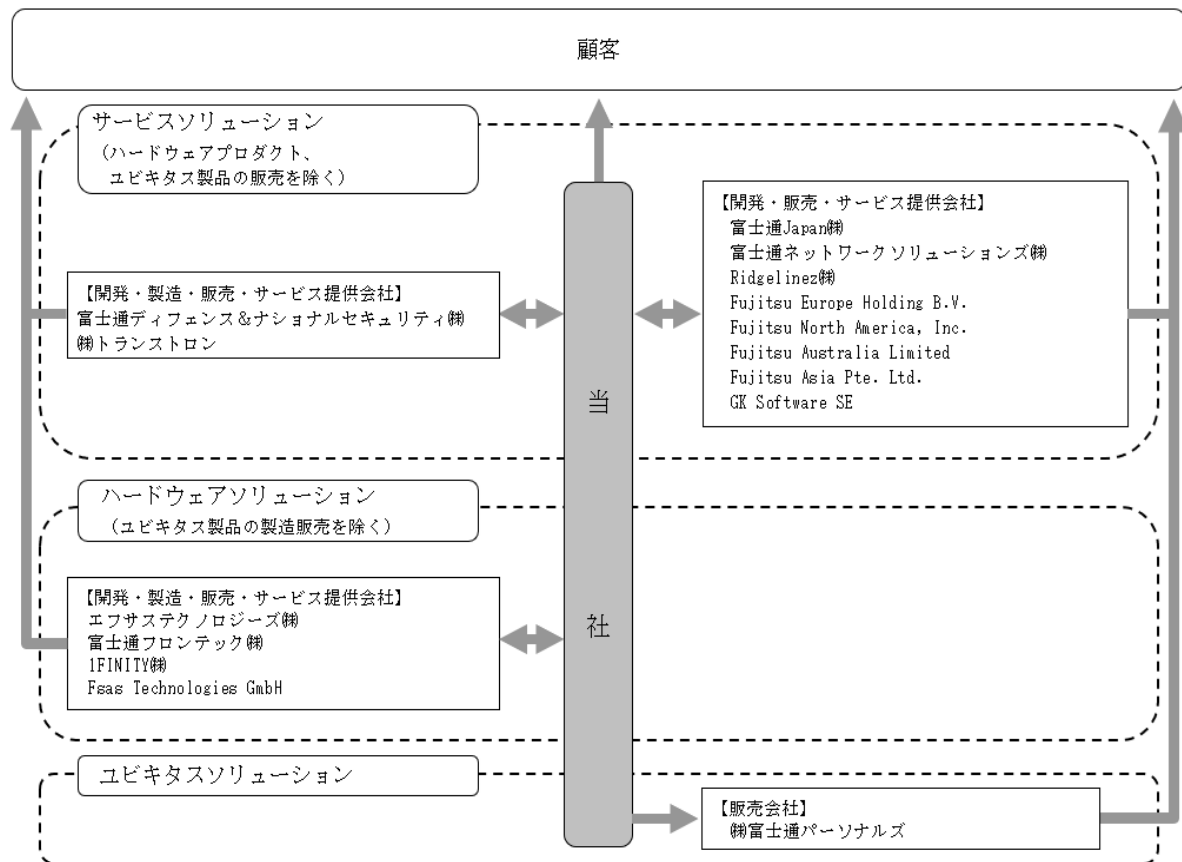 顧客
サービスソリューション
(ハードウェアプロダクト、
ユビキタス製品の販売を除く)
【開発・製造・販売・サービス提供会社】
富士通ディフェンス＆ナショナルセキュリティ㈱
㈱トランストロン
【開発・販売・サービス提供会社】
富士通Japan㈱
富士通ネットワークソリューションズ㈱
Ridgelinez㈱
Fujitsu Europe Holding B.V.
Fujitsu North America, Inc.
Fujitsu Australia Limited
Fujitsu Asia Pte. Ltd.
GK Software SE
当
社
ハードウェアソリューション
(ユビキタス製品の製造販売を除く)
【開発・製造・販売・サービス提供会社】
エフサステクノロジーズ㈱
富士通フロンテック㈱
1FINITY㈱
Fsas Technologies GmbH
ユビキタスソリューション
【販売会社】
㈱富士通パーソナルズ